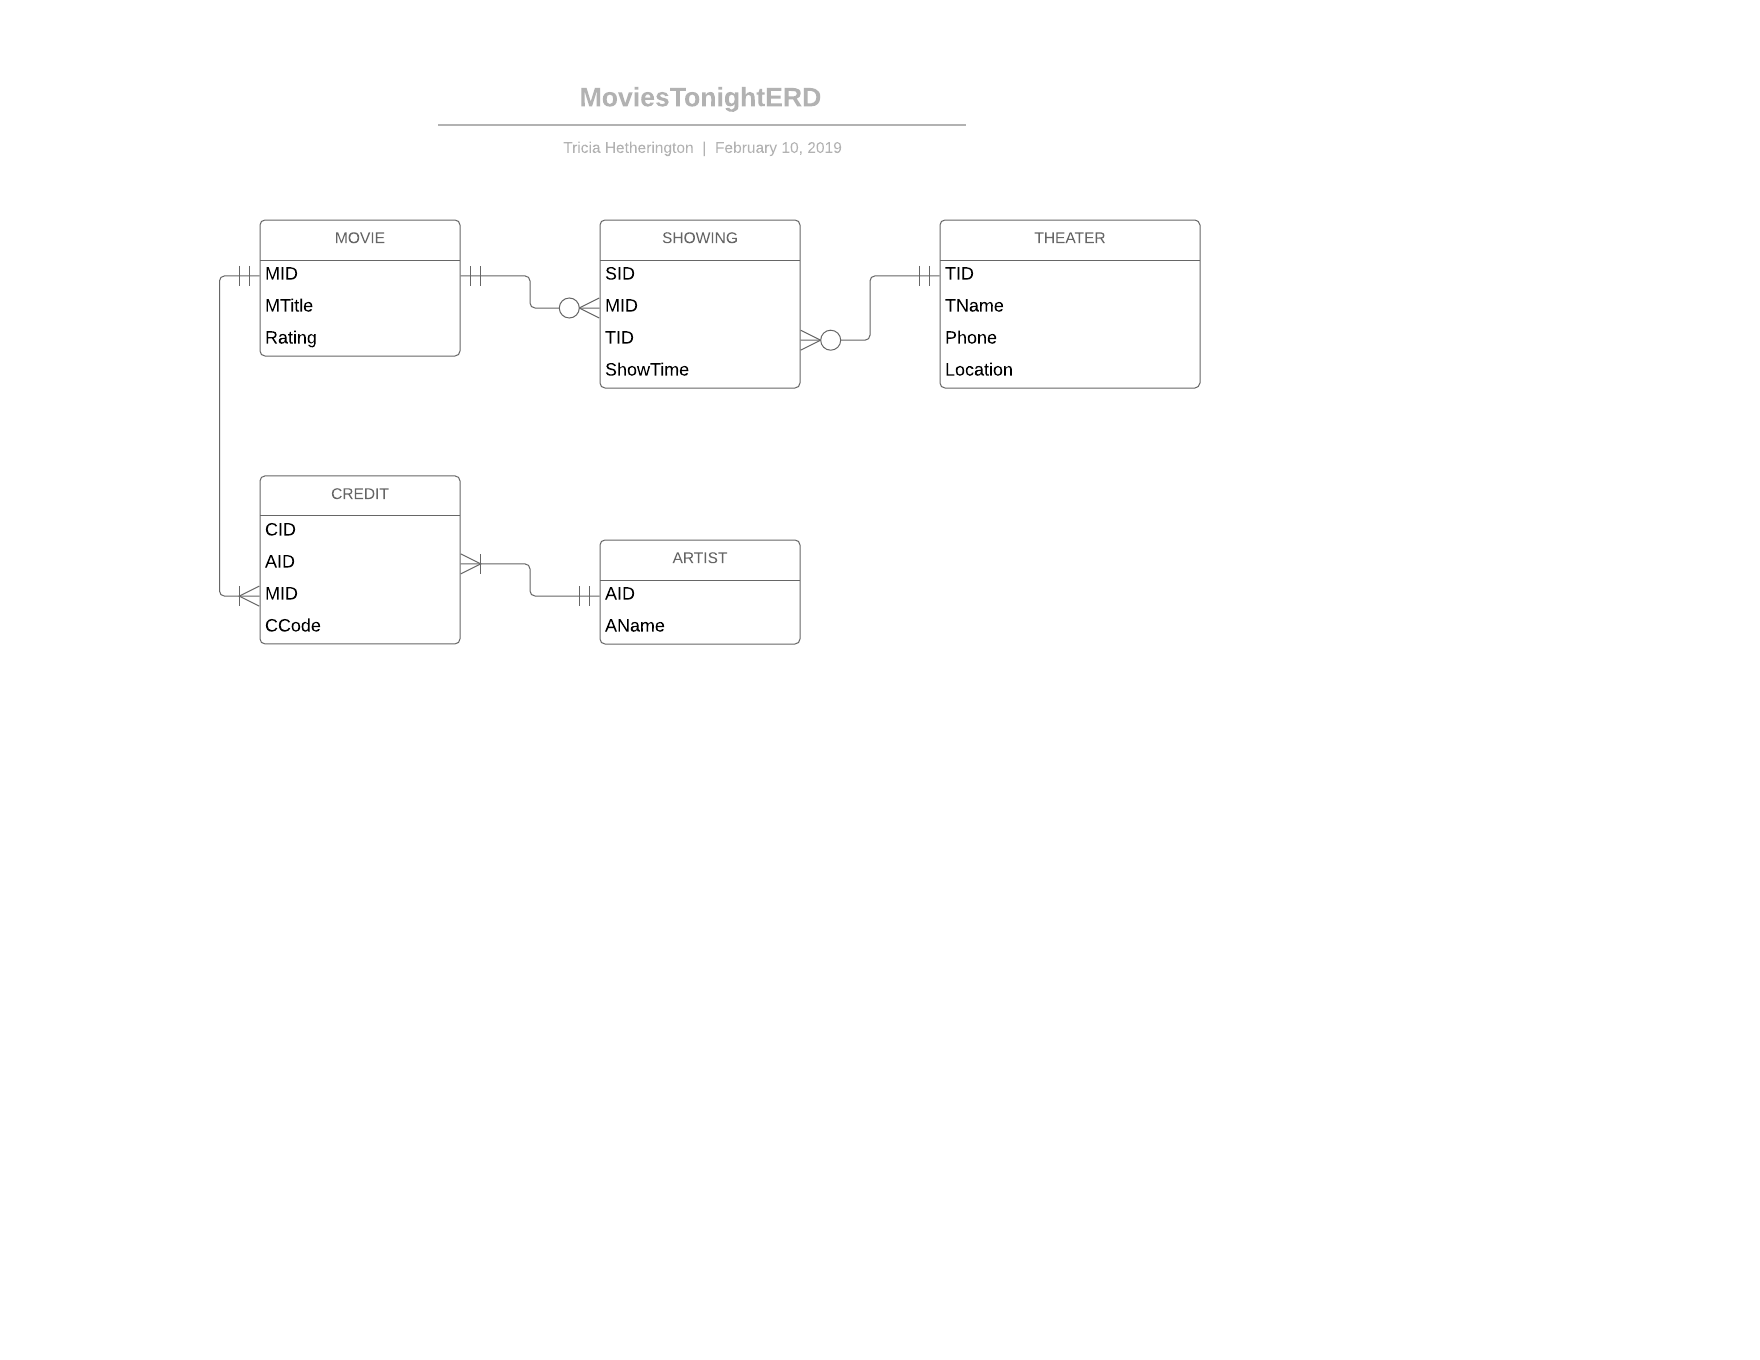 MoviesTonightERD
Tricia Hetherington | February 10, 2019
MOVIE
MID
MTitle
Rating
SHOWING
SID
MID
TID
ShowTime
THEATER
TID
TName
Phone
Location
CREDIT
CID
AID
MID
CCode
ARTIST
AID
AName